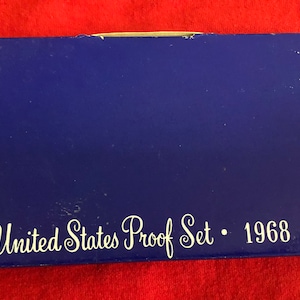 United States Proof Set • 1968